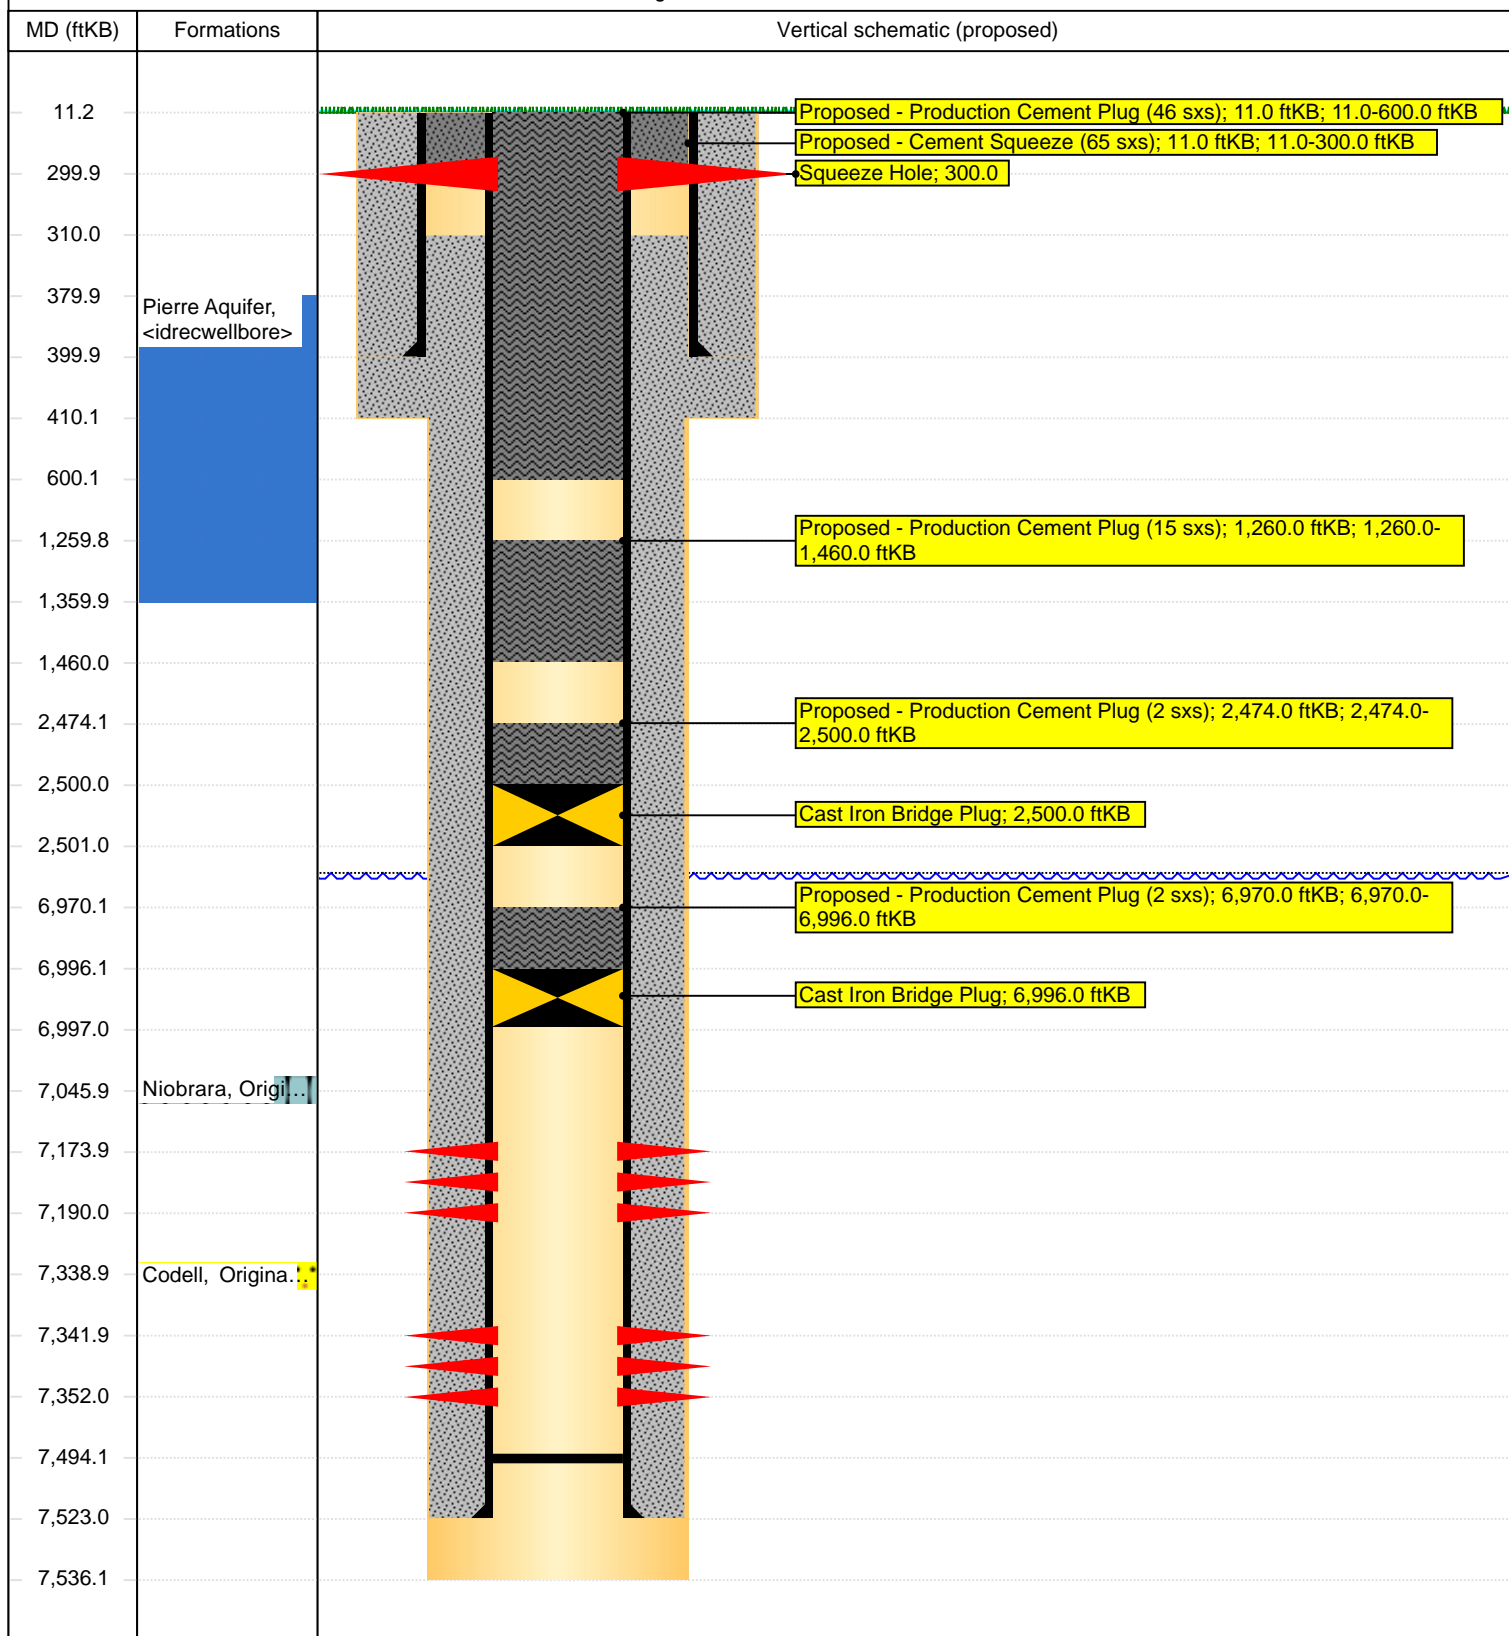 MD (ftKB)
Formations
Vertical schematic (proposed)
11.2
Proposed - Production Cement Plug (46 sxs); 11.0 ftKB; 11.0-600.0 ftKB
Proposed - Cement Squeeze (65 sxs); 11.0 ftKB; 11.0-300.0 ftKB
299.9
Squeeze Hole; 300.0
310.0
379.9
Pierre Aquifer,
<idrecwellbore>
399.9
410.1
600.1
1,259.8
Proposed - Production Cement Plug (15 sxs); 1,260.0 ftKB; 1,260.0-
1,460.0 ftKB
1,359.9
1,460.0
2,474.1
Proposed - Production Cement Plug (2 sxs); 2,474.0 ftKB; 2,474.0-
2,500.0 ftKB
2,500.0
Cast Iron Bridge Plug; 2,500.0 ftKB
2,501.0
6,970.1
Proposed - Production Cement Plug (2 sxs); 6,970.0 ftKB; 6,970.0-
6,996.0 ftKB
6,996.1
Cast Iron Bridge Plug; 6,996.0 ftKB
6,997.0
7,045.9
Niobrara, Origi...
7,173.9
7,190.0
7,338.9
Codell, Origina...
7,341.9
7,352.0
7,494.1
7,523.0
7,536.1